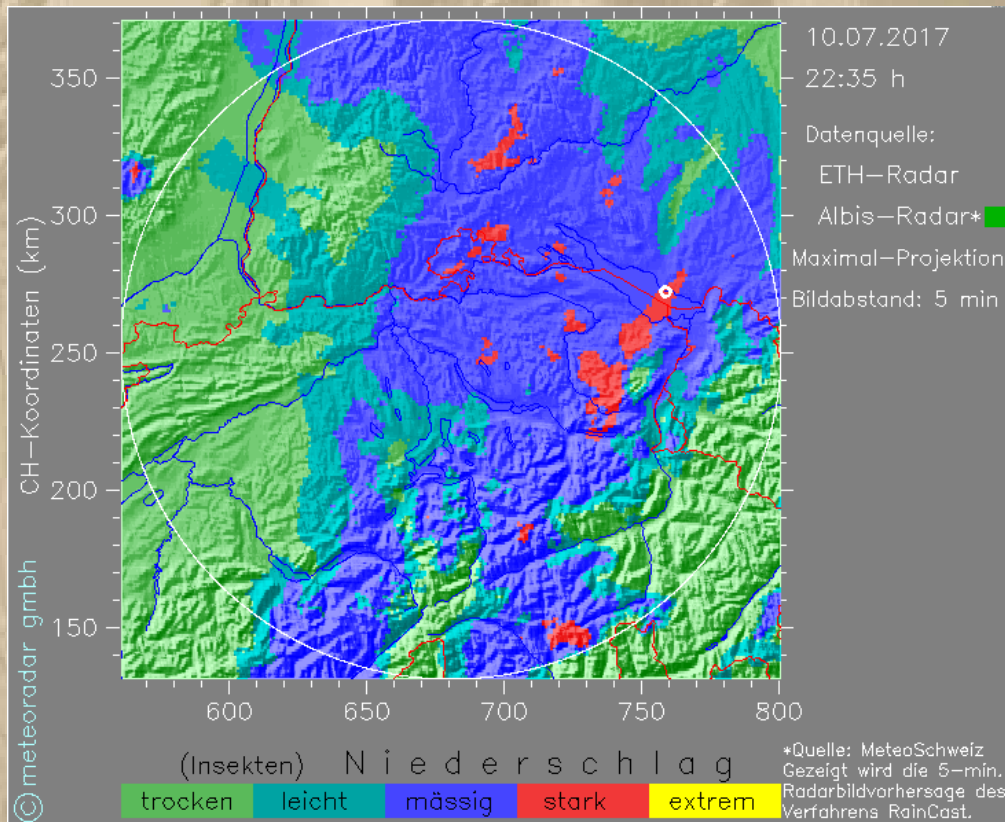 10.07.2017
22:35 h
Datenquelle:
ETH-Radar
Albis-Radar*
Maximal-Projektion
Bildabstand: 5 min
CH-Koordinaten (km)
© meteoradar gmbh
350
300
250
200
150
600
650
700
750
800
(Insekten) Niederschlag
trocken leicht mässig stark extrem
*Quelle: MeteoSchweiz
Gezeigt wird die 5-min.
Radarbildvorhersage des
Verfahrens RainCast.